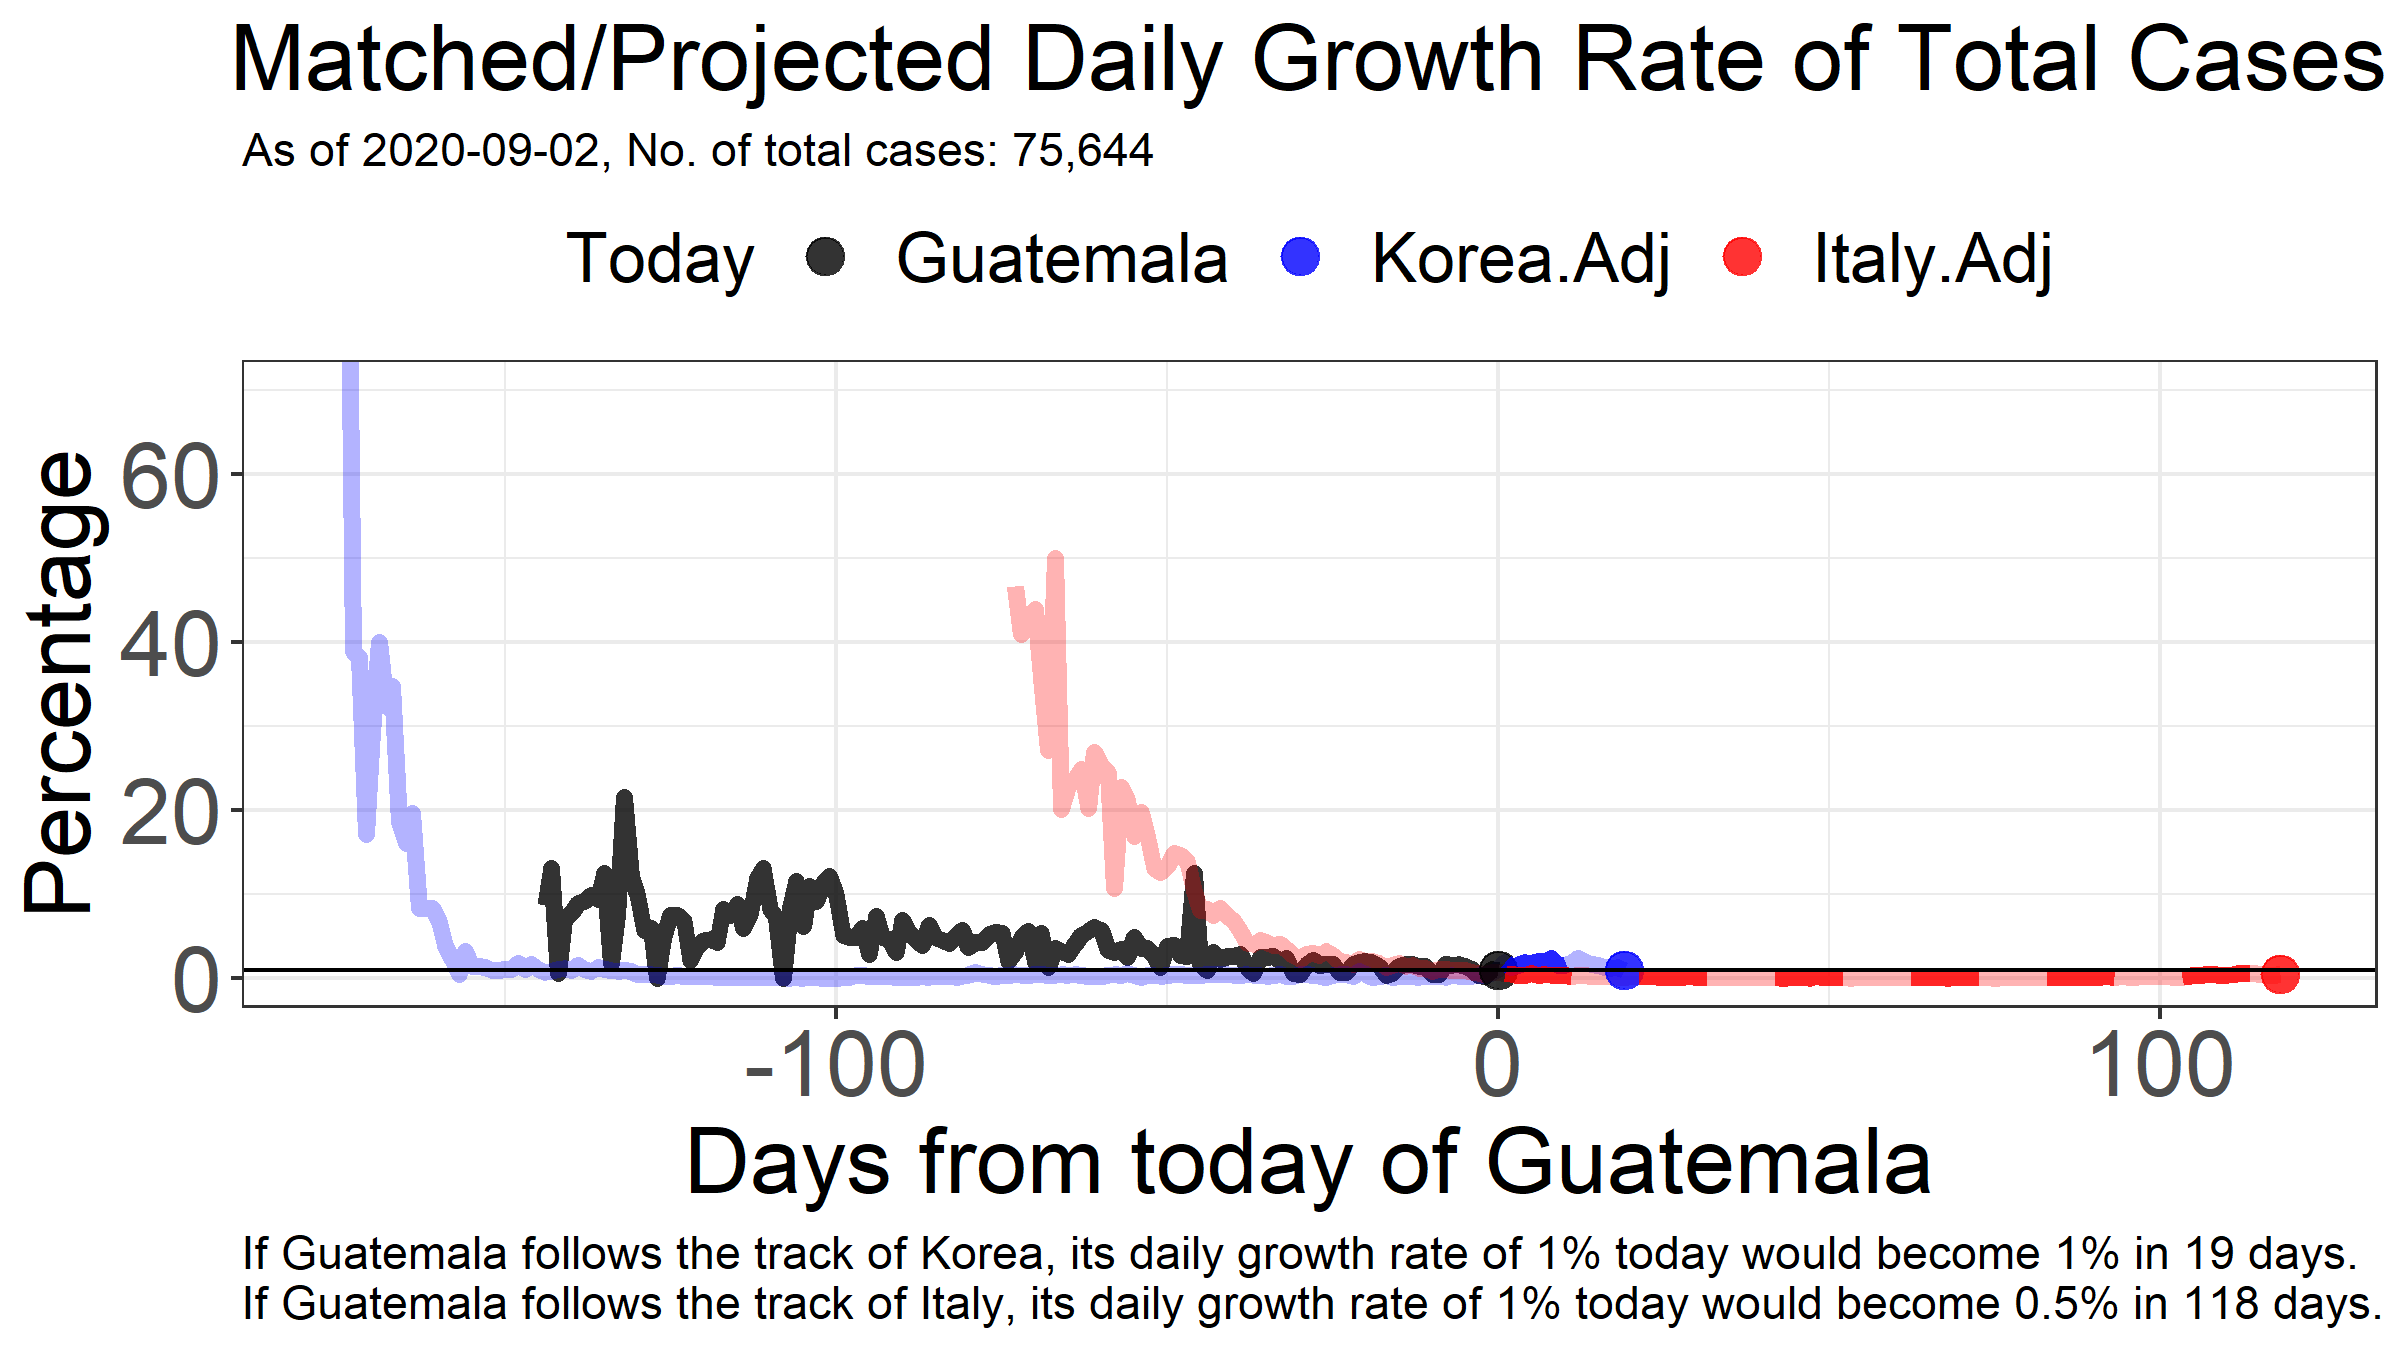 Matched/Projected Daily Growth Rate of Total Cases
As of 2020-09-02, No. of total cases: 75,644
Today Guatemala Korea.Adj Italy.Adj
Percentage
60
40
20
0
-100 0 100
Days from today of Guatemala
If Guatemala follows the track of Korea, its daily growth rate of 1% today would become 1% in 19 days.
If Guatemala follows the track of Italy, its daily growth rate of 1% today would become 0.5% in 118 days.